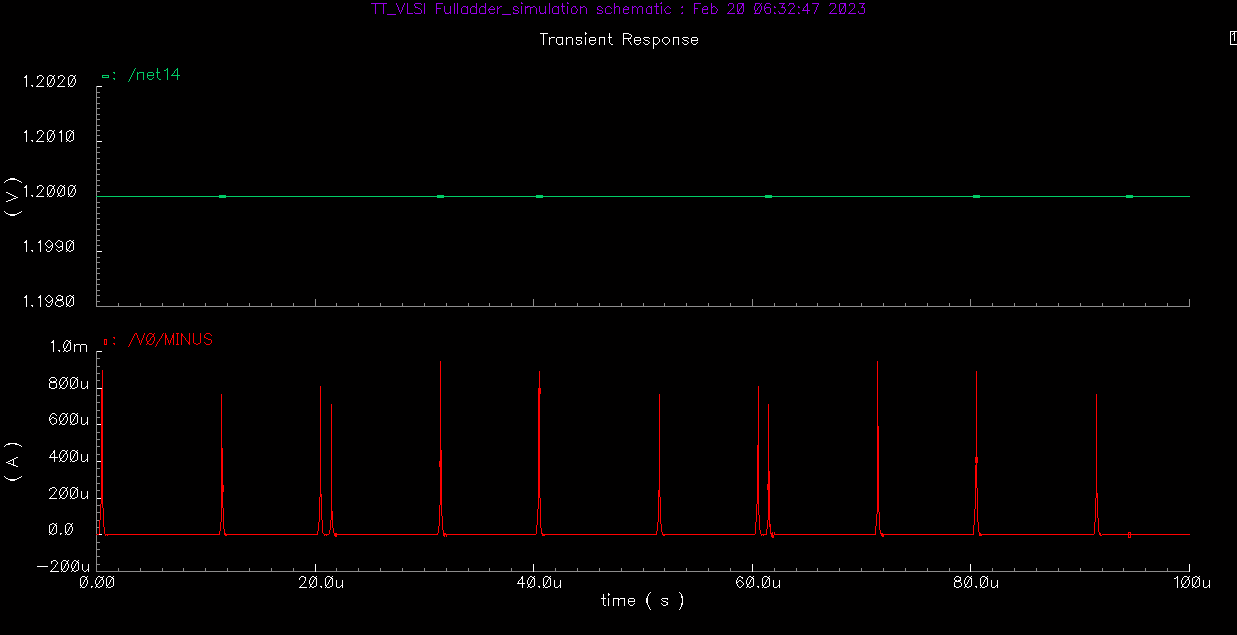 TT_VLSI Fulladder_simulation schematic : Feb 20 06:32:47 2023
Transient Response
1
: /net14
1.2020
1.2010
1.2000
1.1990
1.1980
( V )
: /V0/MINUS
1.0m
800u
600u
400u
200u
0.0
-200u
( A )
0.00 20.0u 40.0u 60.0u 80.0u 100u
time ( s )